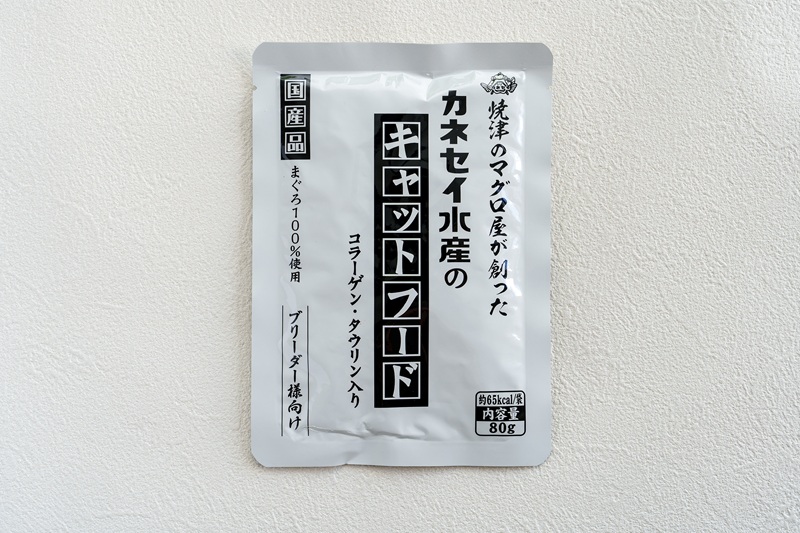 焼津のマグロ屋が創った
カネセイ水産の
キャットフード
コラーゲン・タウリン入り
国産品
まぐろ100%使用
ブリーダー様向け
約65kcal/袋
内容量
80g